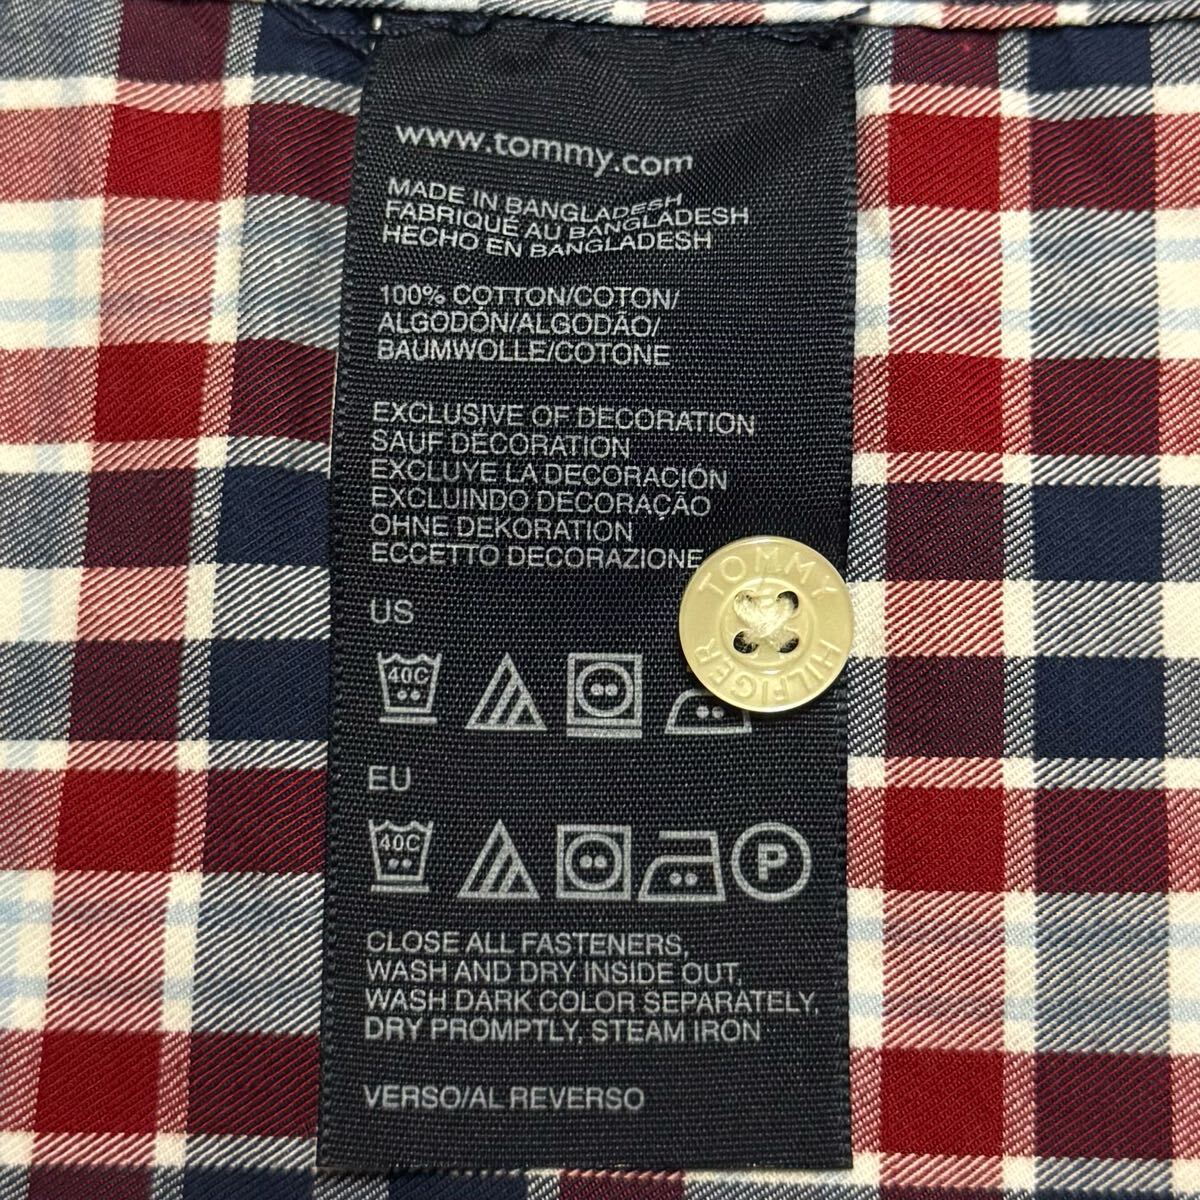 www.tommy.com
MADE IN BANGLADESH
FABRIQUÉ AU BANGLADESH
HECHO EN BANGLADESH
100% COTTON/COTON/
ALGODÓN/ALGODÃO/
BAUMWOLLE/COTONE
EXCLUSIVE OF DECORATION
SAUF DÉCORATION
EXCLUYE LA DECORACIÓN
EXCLUINDO DECORAÇÃO
OHNE DEKORATION
ECCETTO DECORAZIONE
TOMMY HILFIGER
US
40C
EU
40C
P
CLOSE ALL FASTENERS,
WASH AND DRY INSIDE OUT,
WASH DARK COLOR SEPARATELY,
DRY PROMPTLY, STEAM IRON
VERSO/AL REVERSO